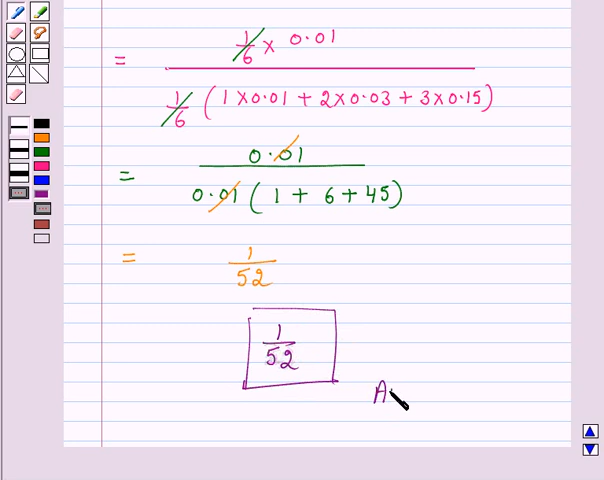 1/6 × 0.01
=
1/6 (1 × 0.01 + 2 × 0.03 + 3 × 0.15)
0.01
=
0.01 (1 + 6 + 45)
= 1/52
1/52
A